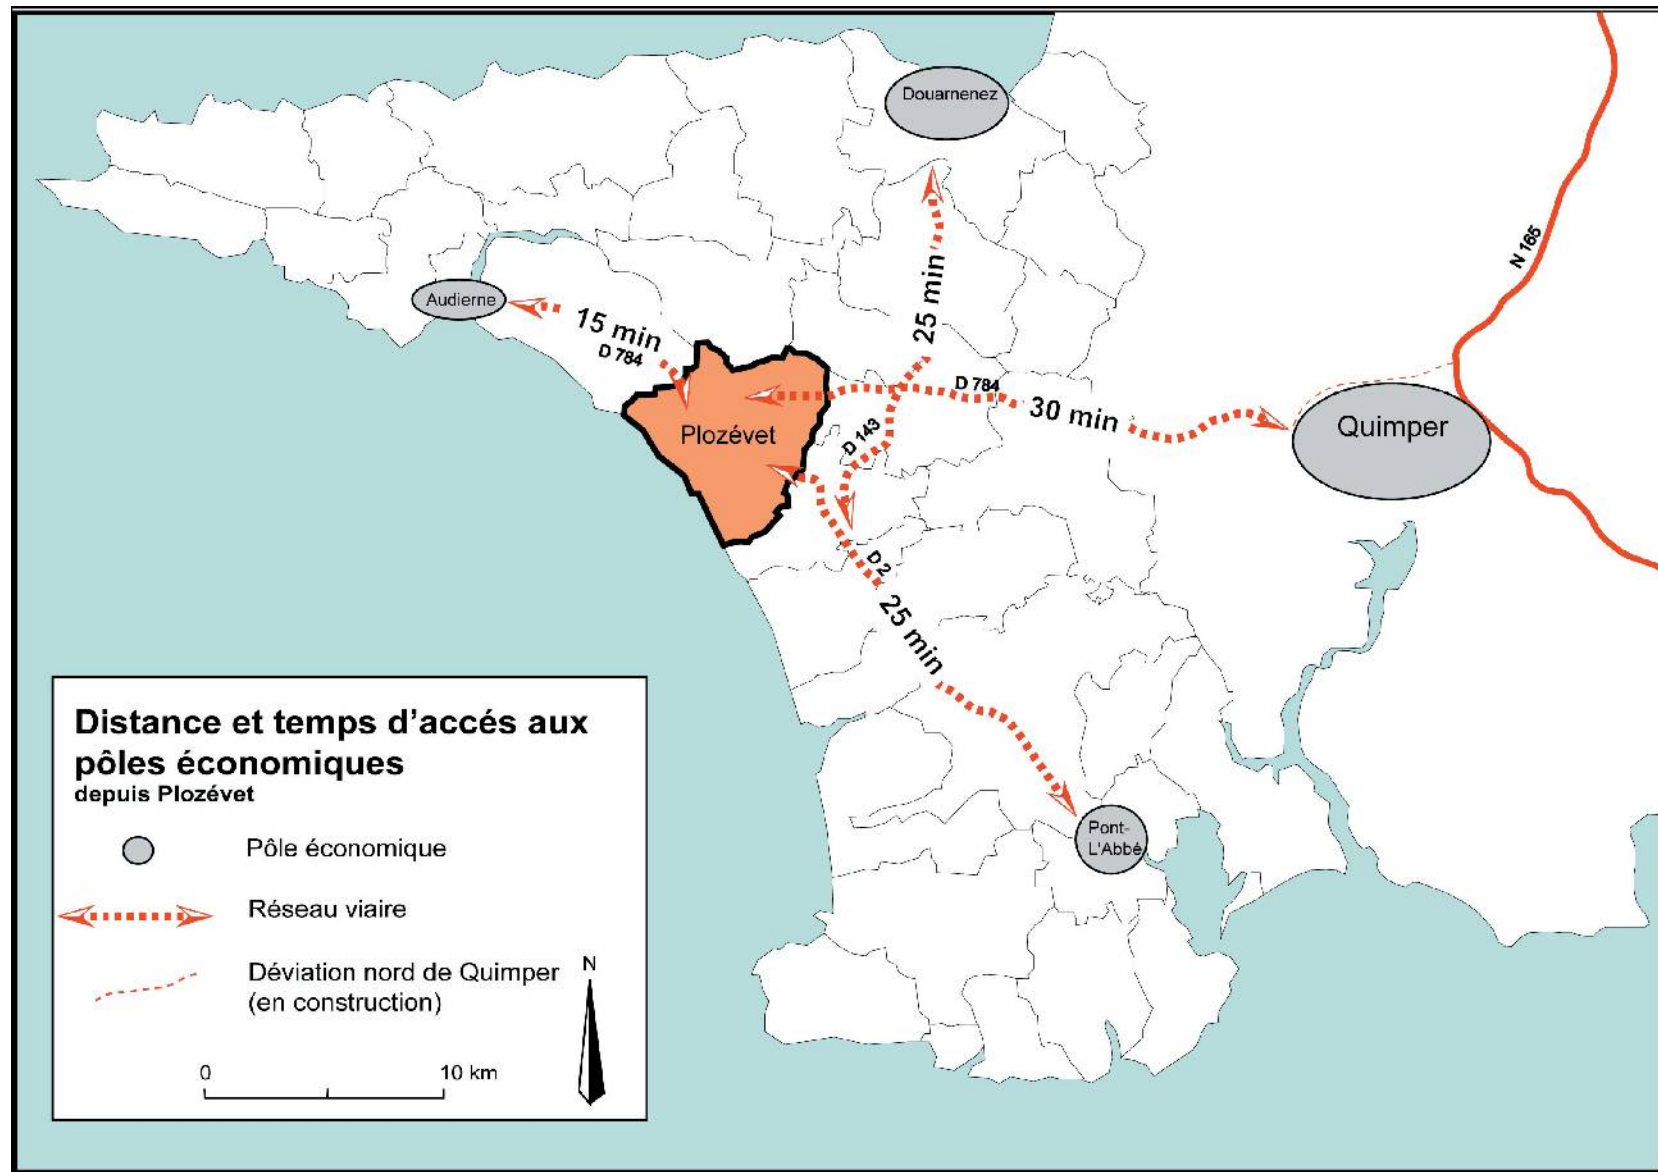 Douarnenez
N 165
25 min
Audierne
15 min
D 784
D 784
30 min
Quimper
Plozévet
D 143
D 2
25 min
Pont-
L'Abbé
Distance et temps d'accés aux
pôles économiques
depuis Plozévet
Pôle économique
Réseau viaire
Déviation nord de Quimper
(en construction)
N
0
10 km